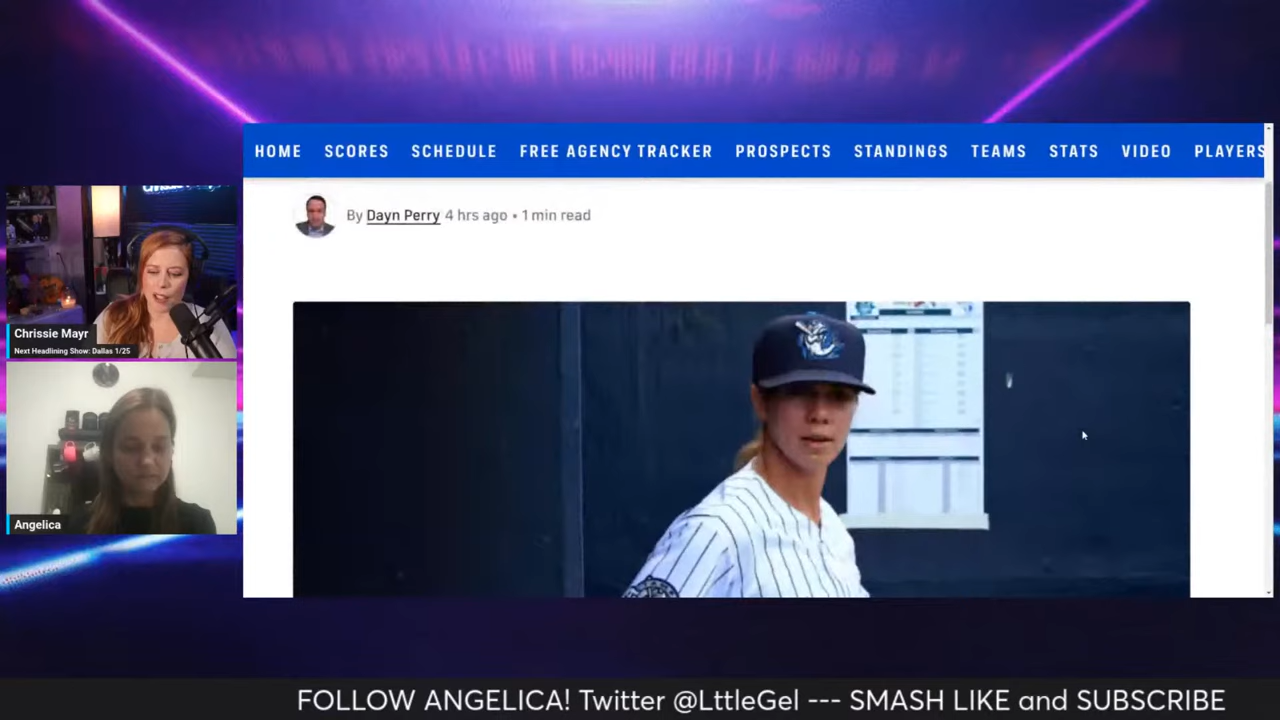 HOME SCORES SCHEDULE FREE AGENCY TRACKER PROSPECTS STANDINGS TEAMS STATS VIDEO PLAYERS
By Dayn Perry 4 hrs ago • 1 min read
Chrissie Mayr
Next Headlining Show: Dallas 1/25
Angelica
FOLLOW ANGELICA! Twitter @LttleGel --- SMASH LIKE and SUBSCRIBE